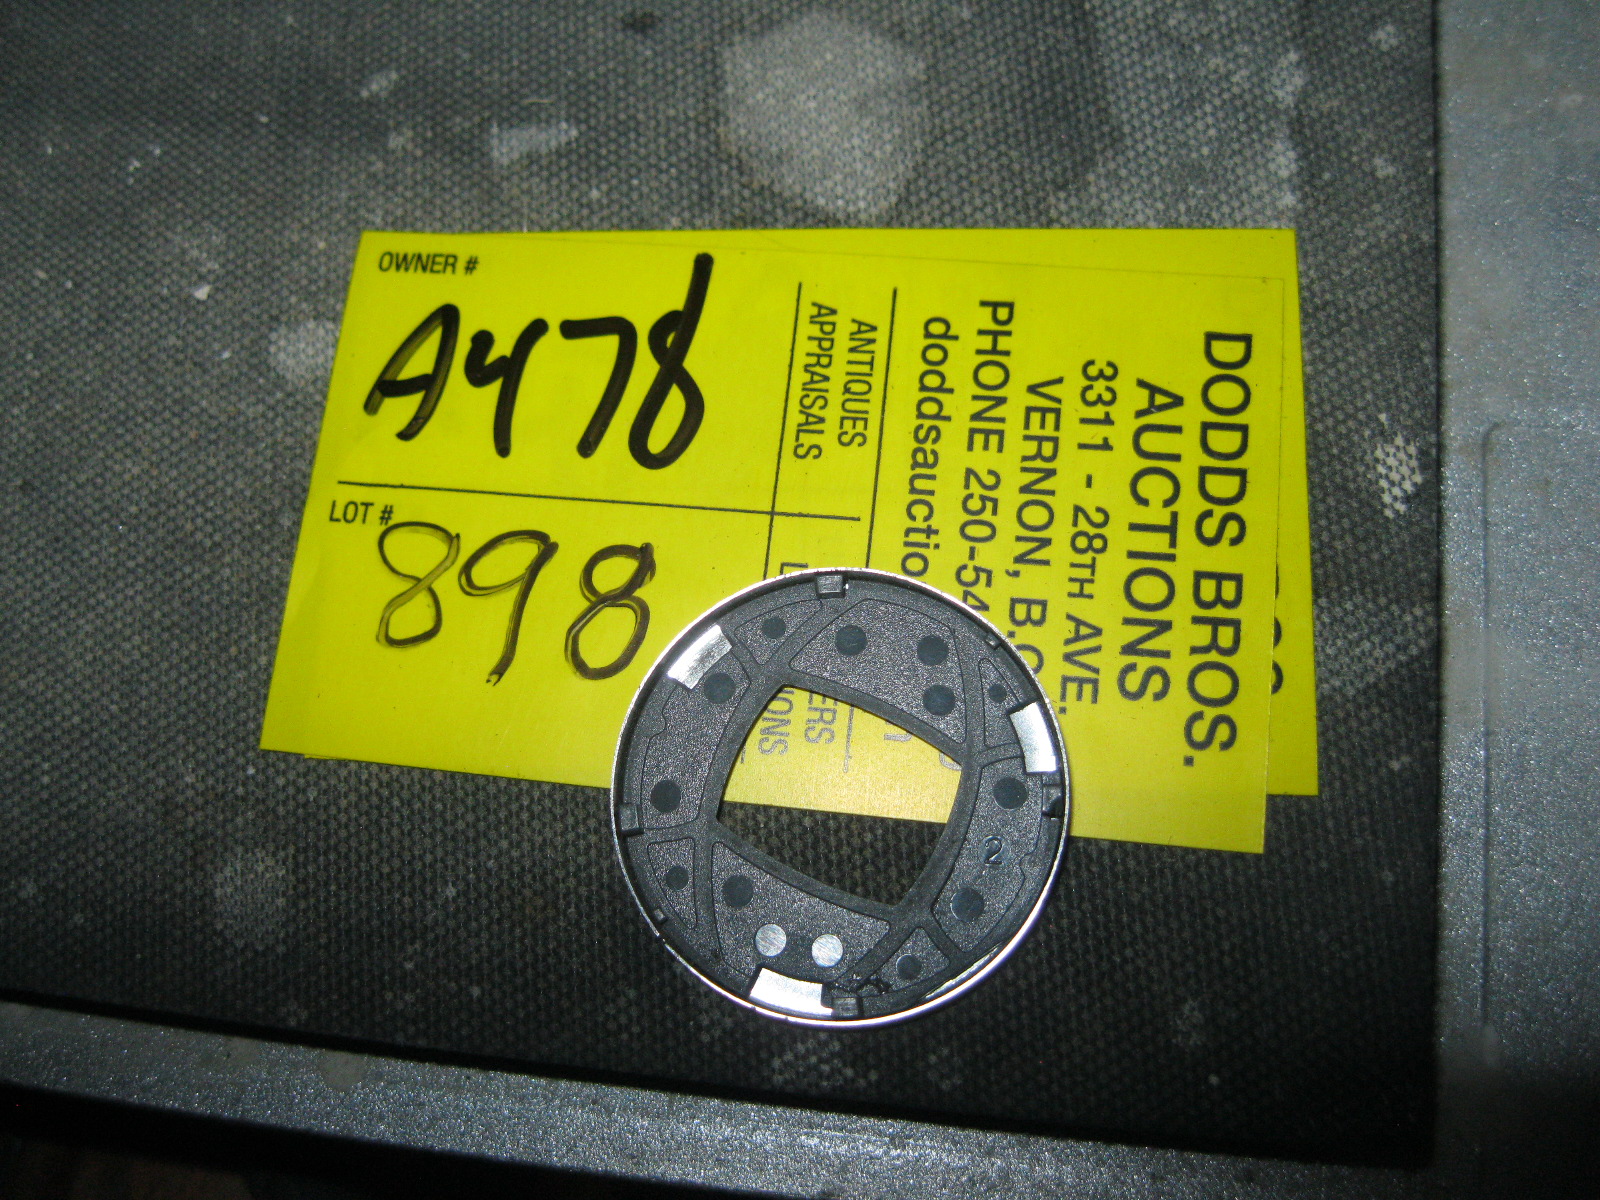 OWNER #
A478
LOT #
898
ANTIQUES
APPRAISALS
DODDS BROS.
AUCTIONS
3311 - 28TH AVE.
VERNON, B.C.
PHONE 250-54
doddsauctio
2